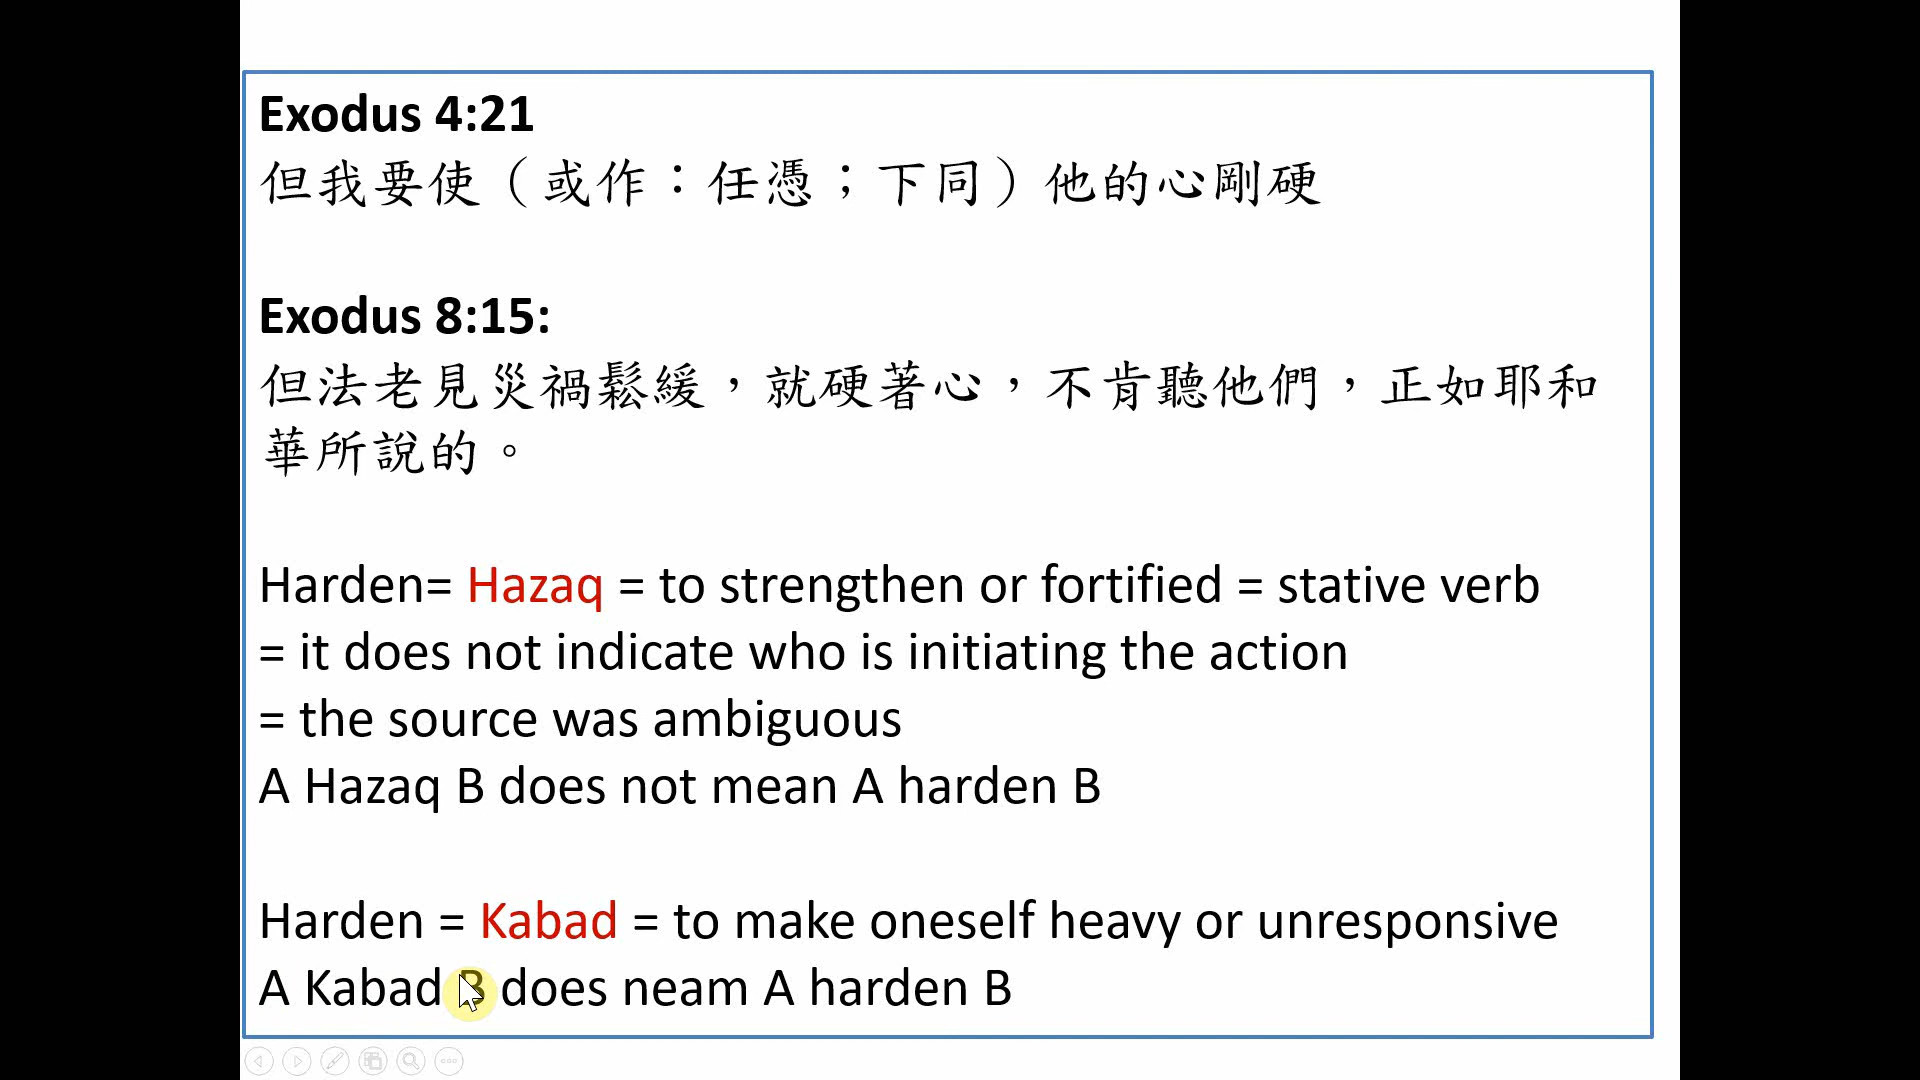 Exodus 4:21
但我要使（或作：任憑；下同）他的心剛硬
Exodus 8:15:
但法老見災禍鬆緩，就硬著心，不肯聽他們，正如耶和
華所說的。
Harden= Hazaq = to strengthen or fortified = stative verb
= it does not indicate who is initiating the action
= the source was ambiguous
A Hazaq B does not mean A harden B
Harden = Kabad = to make oneself heavy or unresponsive
A Kabad B does neam A harden B